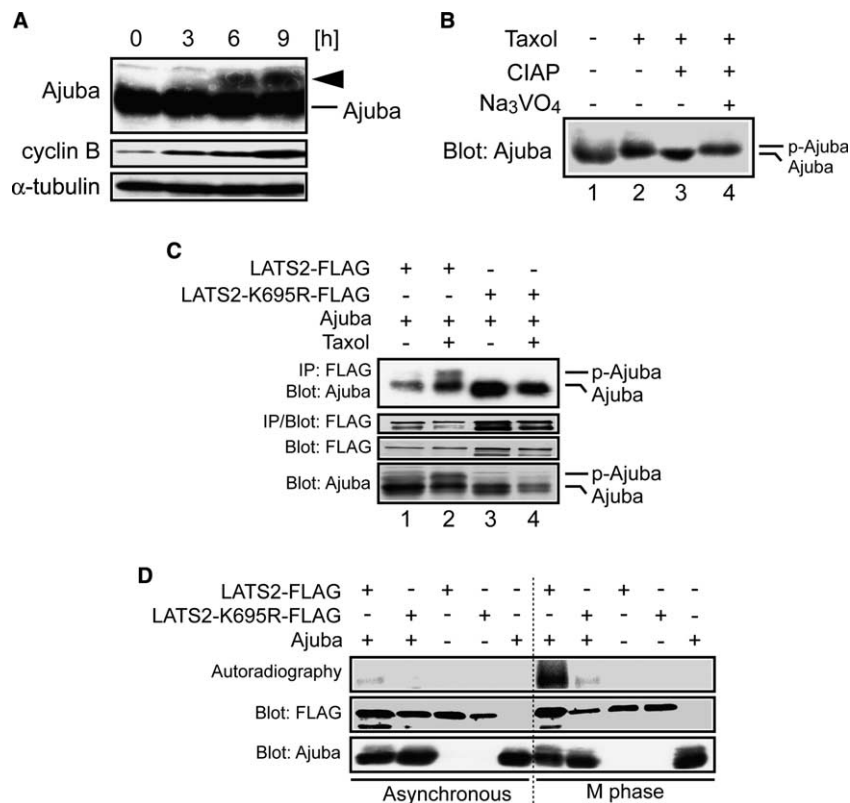 A
0 3 6 9 [h]
Ajuba
Ajuba
cyclin B
α-tubulin
B
Taxol - + + +
CIAP - - + +
Na3VO4 - - - +
Blot: Ajuba
p-Ajuba
Ajuba
1 2 3 4
C
LATS2-FLAG + + - -
LATS2-K695R-FLAG - - + +
Ajuba + + + +
Taxol - + - +
IP: FLAG
Blot: Ajuba
p-Ajuba
Ajuba
IP/Blot: FLAG
Blot: FLAG
Blot: Ajuba
p-Ajuba
Ajuba
1 2 3 4
D
LATS2-FLAG + - + - - + - + - -
LATS2-K695R-FLAG - + - + - - + - + -
Ajuba + + - - + + + - - +
Autoradiography
Blot: FLAG
Blot: Ajuba
Asynchronous M phase